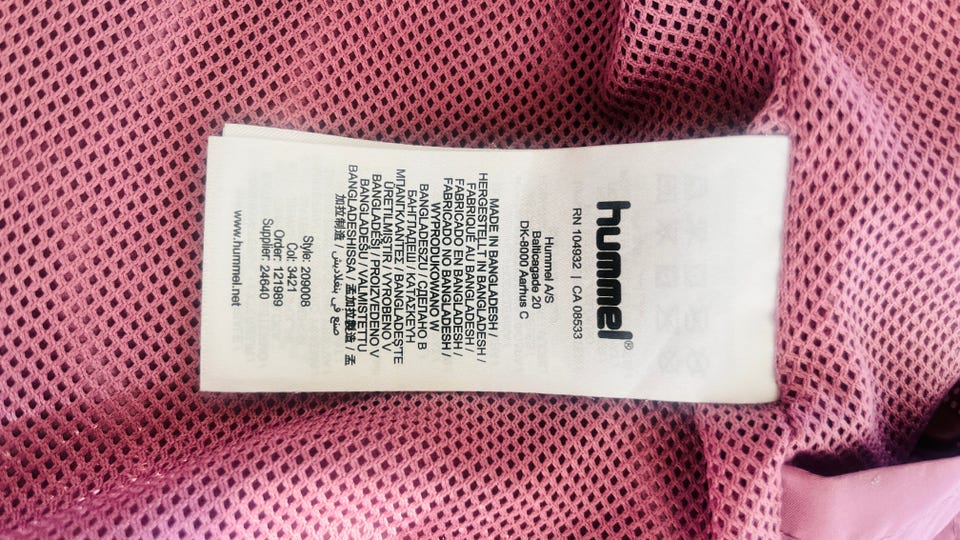 hummel®
RN 104932 | CA 08533
Hummel A/S
Balticagade 20
DK-8000 Aarhus C
MADE IN BANGLADESH /
HERGESTELLT IN BANGLADESH /
FABRIQUÉ AU BANGLADESH /
FABRICADO EN BANGLADESH /
FABRICADO NO BANGLADESH /
WYPRODUKOWANO W
BANGLADESZU / СДЕЛАНО В
БАНГЛАДЕШ / ΚΑΤΑΣΚΕΥΗ
ΜΠΑΝΓΚΛΑΝΤΕΣ / BANGLADEŞ'TE
ÜRETILMIŞTIR / VYROBENO V
BANGLADÉŠI / PROIZVEDENO V
BANGLADEŠU / VALMISTETTU
BANGLADESHISSA / 孟加拉製造 / 孟
加拉制造 / صنع في بنغلاديش
Style: 209008
Col: 3421
Order: 121989
Supplier: 24640
www.hummel.net